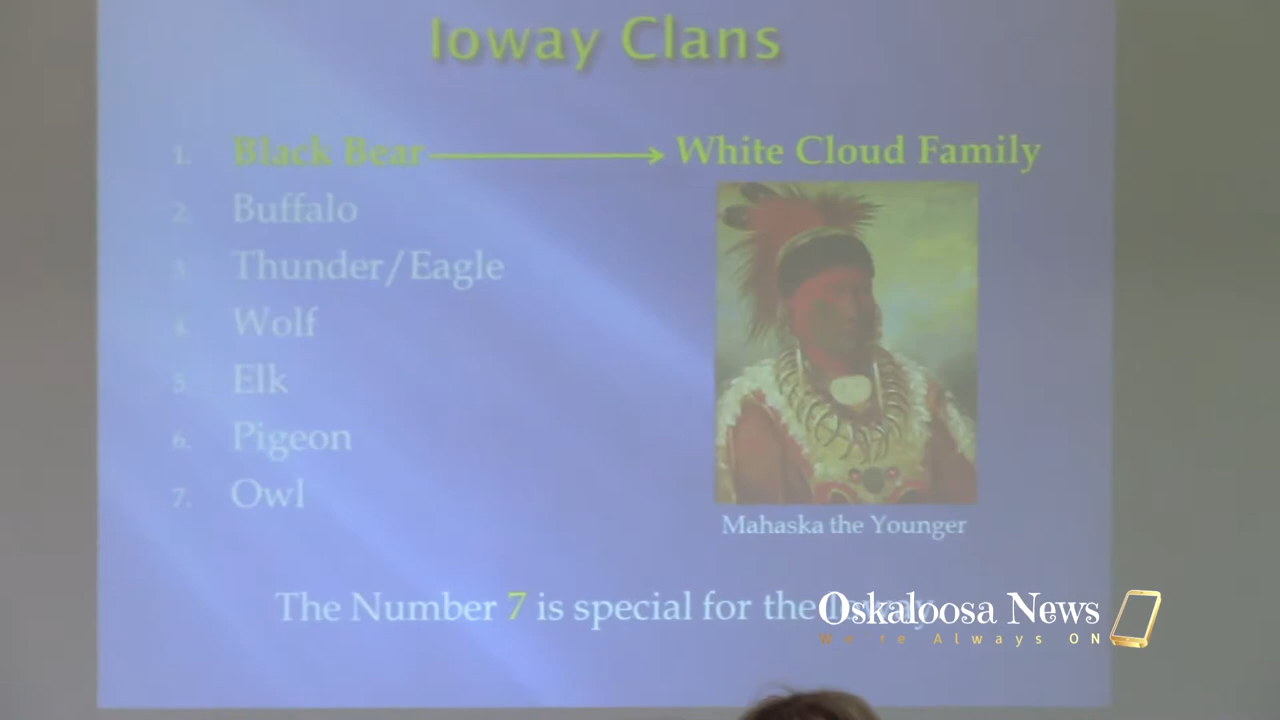 Ioway Clans
1. Black Bear → White Cloud Family
2. Buffalo
3. Thunder/Eagle
4. Wolf
5. Elk
6. Pigeon
7. Owl
Mahaska the Younger
The Number 7 is special for the
Oskaloosa News
We're Always ON